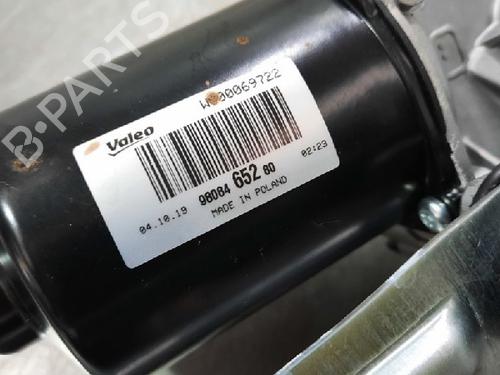 B-PARTS
Valeo
W000069722
04.10.19
98084 652 80
02:23
MADE IN POLAND